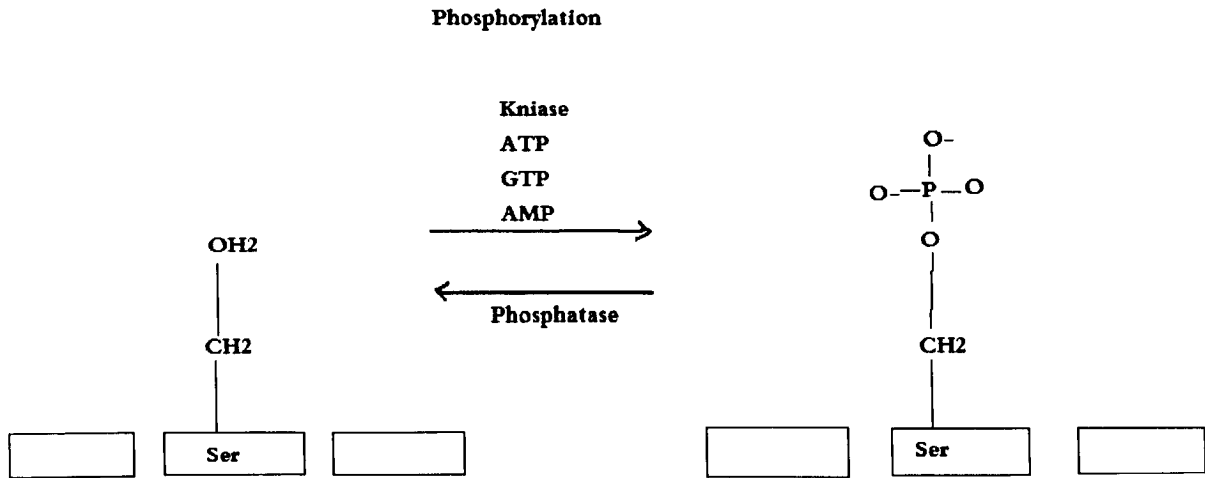 Phosphorylation
Kniase
ATP
GTP
AMP
Phosphatase
OH2
CH2
Ser
O-
O-—P—O
O
CH2
Ser